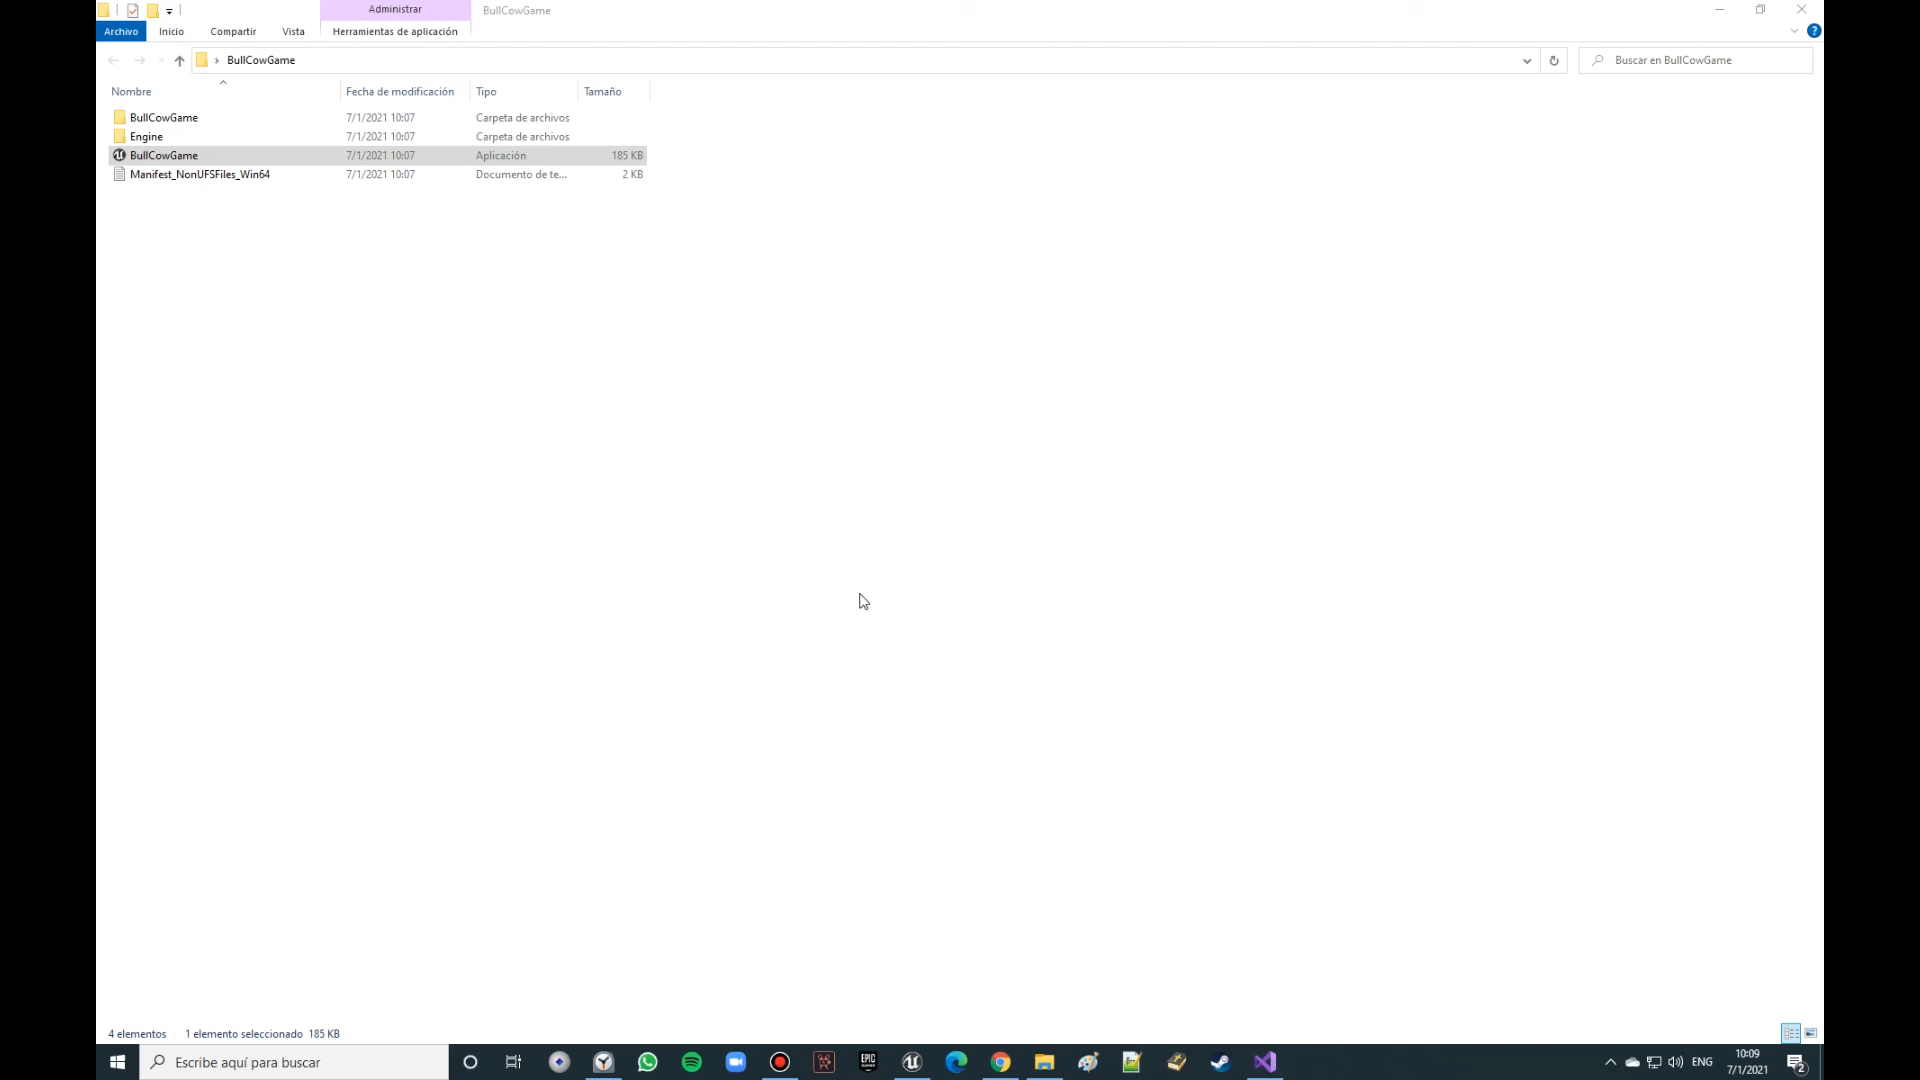 Administrar
BullCowGame
Archivo
Inicio
Compartir
Vista
Herramientas de aplicación
BullCowGame
Buscar en BullCowGame
Nombre
Fecha de modificación
Tipo
Tamaño
BullCowGame 7/1/2021 10:07 Carpeta de archivos
Engine 7/1/2021 10:07 Carpeta de archivos
BullCowGame 7/1/2021 10:07 Aplicación 185 KB
Manifest_NonUFSFiles_Win64 7/1/2021 10:07 Documento de te... 2 KB
4 elementos 1 elemento seleccionado 185 KB
Escribe aquí para buscar
EPIC
GAMES
ENG
10:09
7/1/2021
2